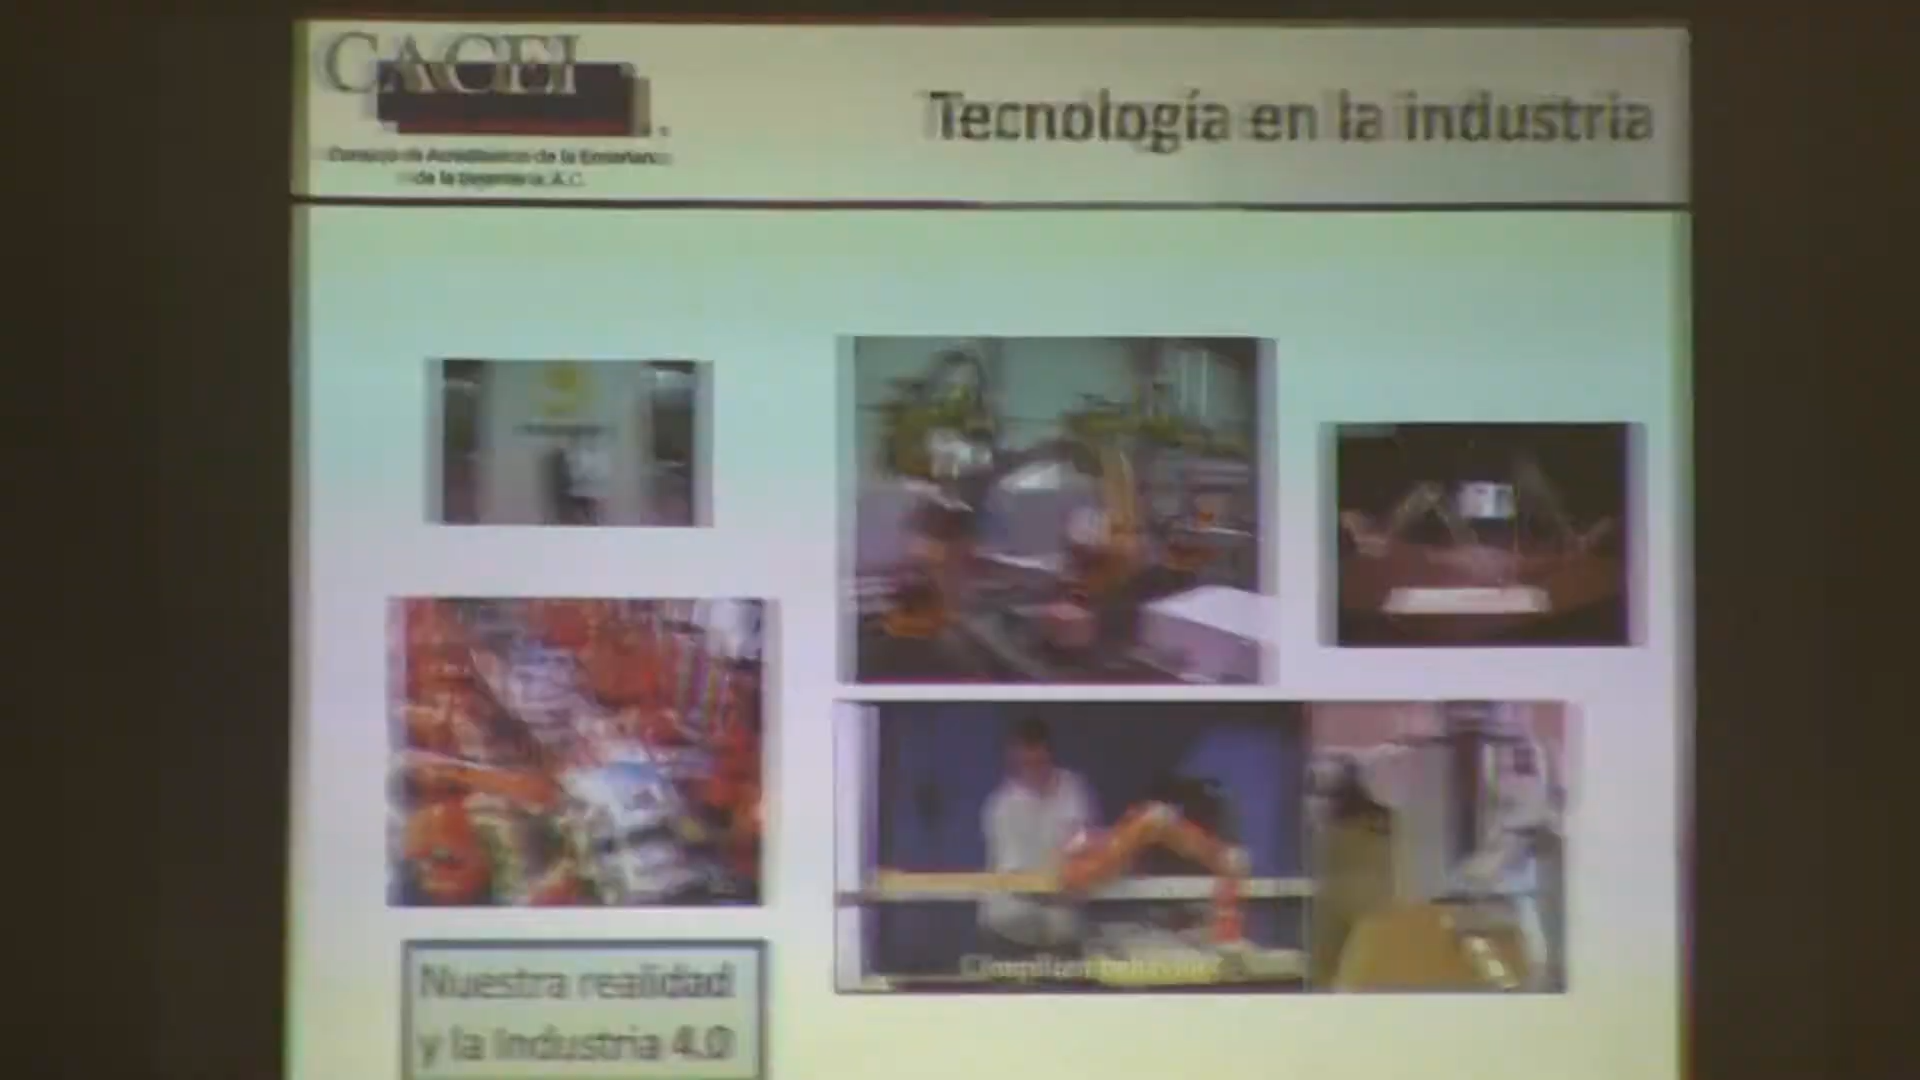 CACEI
Consejo de Acreditación de la Enseñanza
de la Ingeniería, A.C.
Tecnología en la industria
Nuestra realidad
y la Industria 4.0